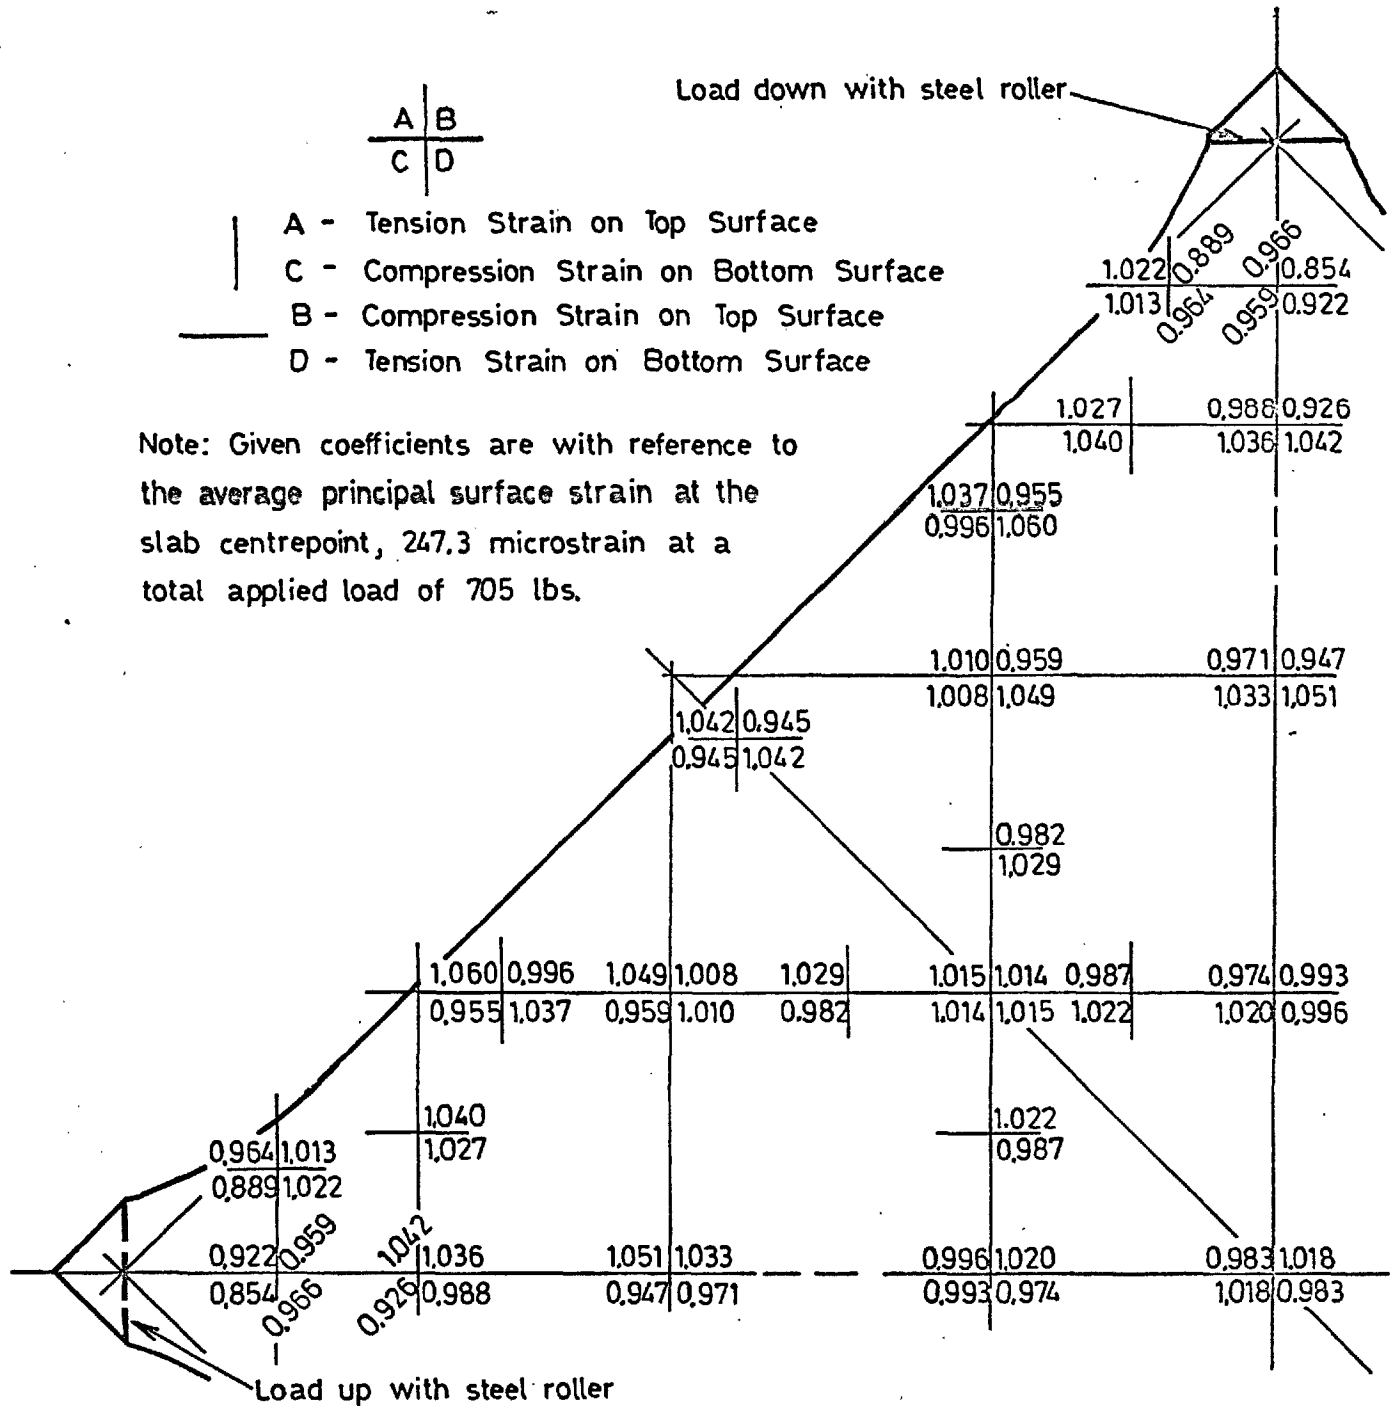 Load down with steel roller
A B
C D
A - Tension Strain on Top Surface
C - Compression Strain on Bottom Surface
B - Compression Strain on Top Surface
D - Tension Strain on Bottom Surface
1.022 0.889 0.966 0.854
1.013 0.964 0.959 0.922
1.027 0.988 0.926
1.040 1.036 1.042
Note: Given coefficients are with reference to
the average principal surface strain at the
slab centrepoint, 247.3 microstrain at a
total applied load of 705 lbs.
1.037 0.955
0.996 1.060
1.010 0.959 0.971 0.947
1.008 1.049 1.033 1.051
1.042 0.945
0.945 1.042
0.982
1.029
1.060 0.996 1.049 1.008 1.029 1.015 1.014 0.987 0.974 0.993
0.955 1.037 0.959 1.010 0.982 1.014 1.015 1.022 1.020 0.996
1.040 1.022
1.027 0.987
0.964 1.013
0.889 1.022
0.922 0.959 1.042 1.036 1.051 1.033 0.996 1.020 0.983 1.018
0.854 0.966 0.926 0.988 0.947 0.971 0.993 0.974 1.018 0.983
Load up with steel roller